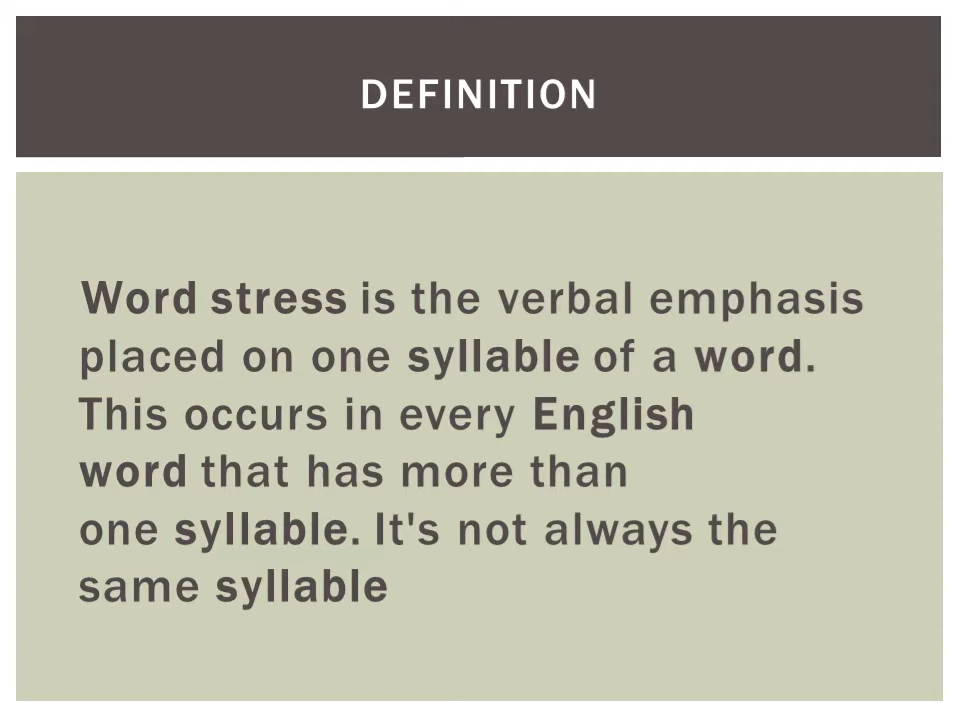 DEFINITION
Word stress is the verbal emphasis
placed on one syllable of a word.
This occurs in every English
word that has more than
one syllable. It's not always the
same syllable